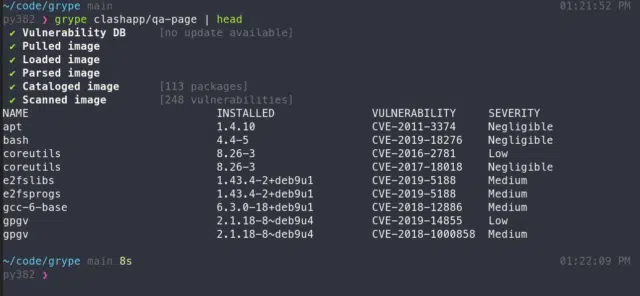 ~/code/grype main 01:21:52 PM
py382 ❯ grype clashapp/qa-page | head
✔ Vulnerability DB [no update available]
✔ Pulled image
✔ Loaded image
✔ Parsed image
✔ Cataloged image [113 packages]
✔ Scanned image [248 vulnerabilities]
NAME INSTALLED VULNERABILITY SEVERITY
apt 1.4.10 CVE-2011-3374 Negligible
bash 4.4-5 CVE-2019-18276 Negligible
coreutils 8.26-3 CVE-2016-2781 Low
coreutils 8.26-3 CVE-2017-18018 Negligible
e2fslibs 1.43.4-2+deb9u1 CVE-2019-5188 Medium
e2fsprogs 1.43.4-2+deb9u1 CVE-2019-5188 Medium
gcc-6-base 6.3.0-18+deb9u1 CVE-2018-12886 Medium
gpgv 2.1.18-8~deb9u4 CVE-2019-14855 Low
gpgv 2.1.18-8~deb9u4 CVE-2018-1000858 Medium
~/code/grype main 8s 01:22:09 PM
py382 ❯